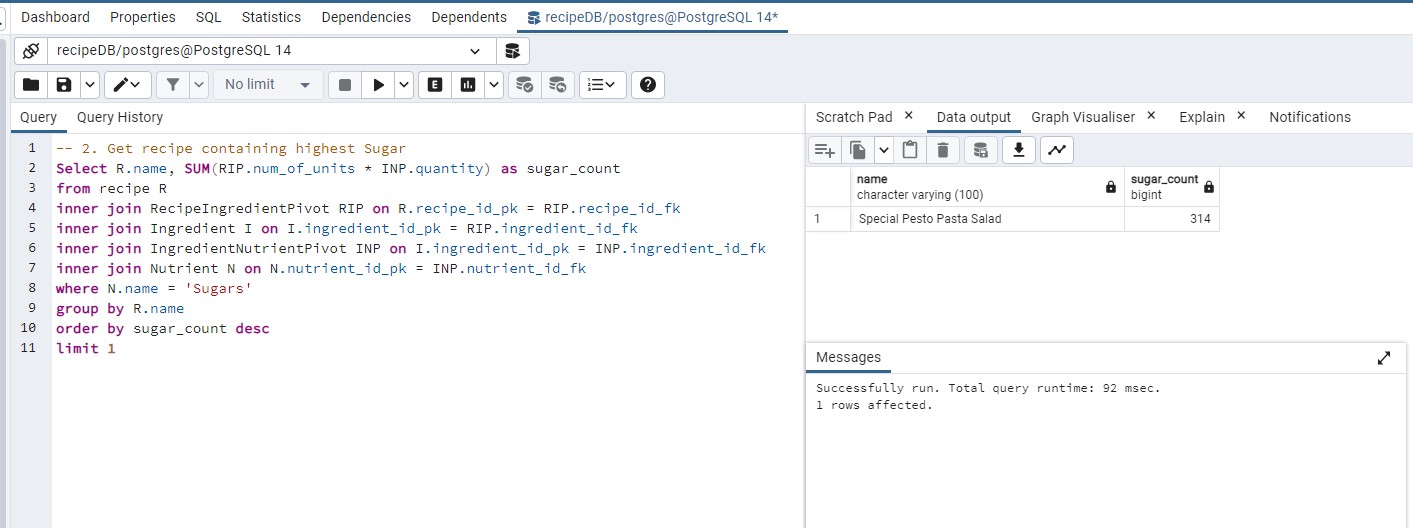 Dashboard Properties SQL Statistics Dependencies Dependents recipeDB/postgres@PostgreSQL 14*
recipeDB/postgres@PostgreSQL 14
No limit E
Query Query History
1 -- 2. Get recipe containing highest Sugar
2 Select R.name, SUM(RIP.num_of_units * INP.quantity) as sugar_count
3 from recipe R
4 inner join RecipeIngredientPivot RIP on R.recipe_id_pk = RIP.recipe_id_fk
5 inner join Ingredient I on I.ingredient_id_pk = RIP.ingredient_id_fk
6 inner join IngredientNutrientPivot INP on I.ingredient_id_pk = INP.ingredient_id_fk
7 inner join Nutrient N on N.nutrient_id_pk = INP.nutrient_id_fk
8 where N.name = 'Sugars'
9 group by R.name
10 order by sugar_count desc
11 limit 1
Scratch Pad Data output Graph Visualiser Explain Notifications
name sugar_count
character varying (100) bigint
1 Special Pesto Pasta Salad 314
Messages
Successfully run. Total query runtime: 92 msec.
1 rows affected.